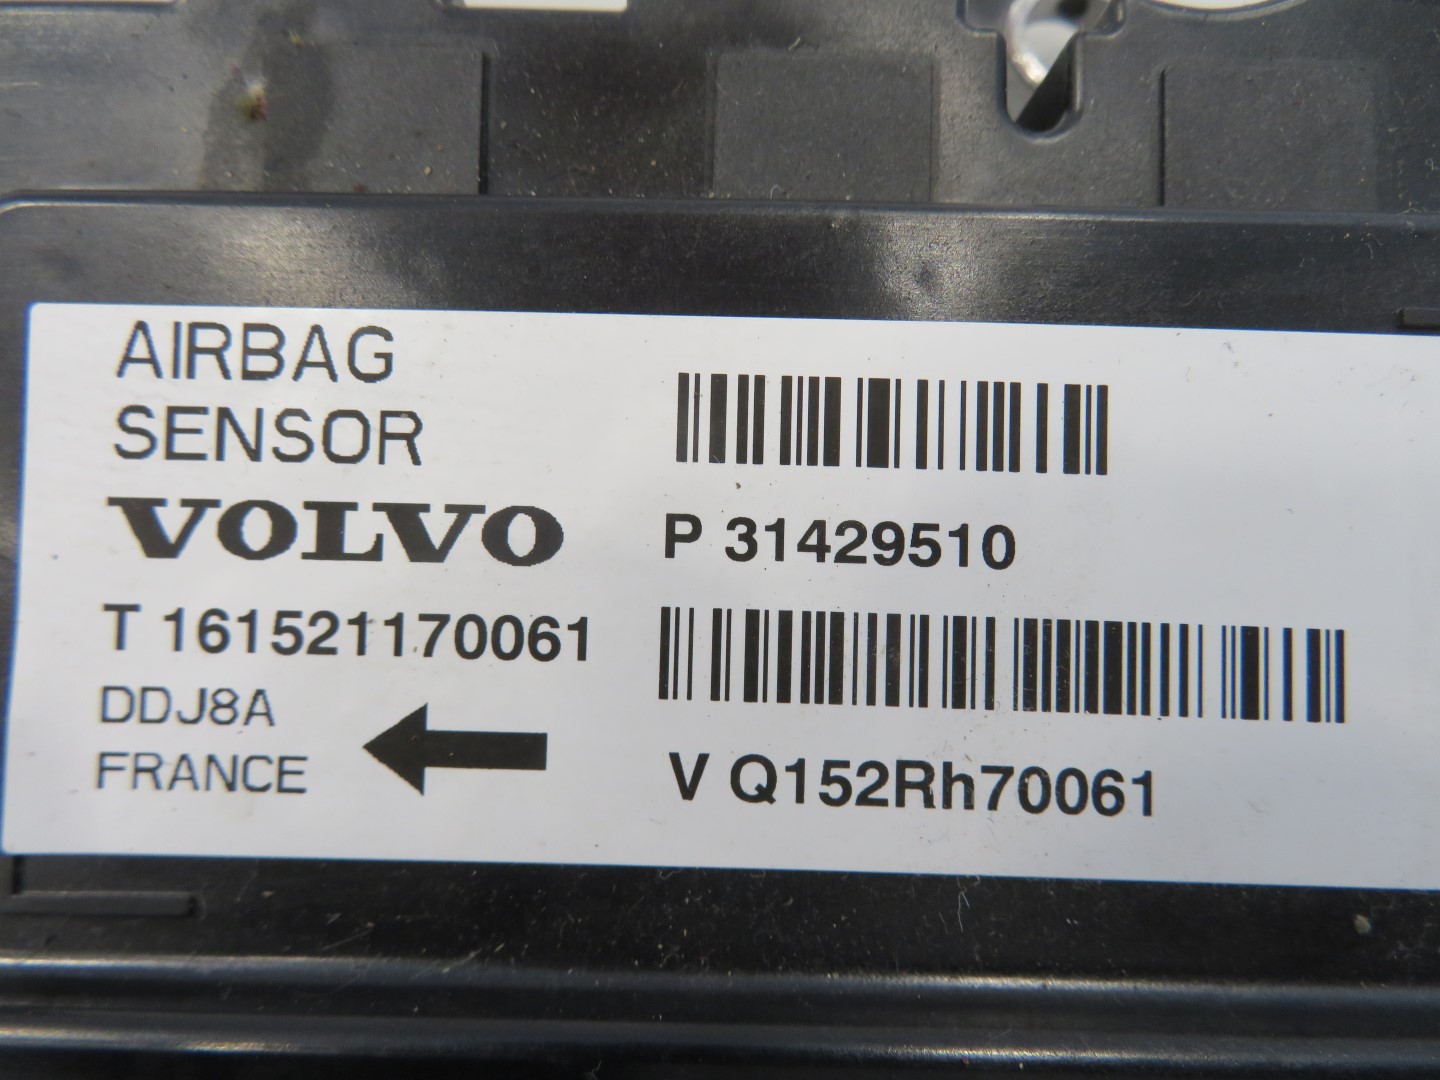 AIRBAG
SENSOR
VOLVO
P 31429510
T 161521170061
DDJ8A
FRANCE
V Q152Rh70061